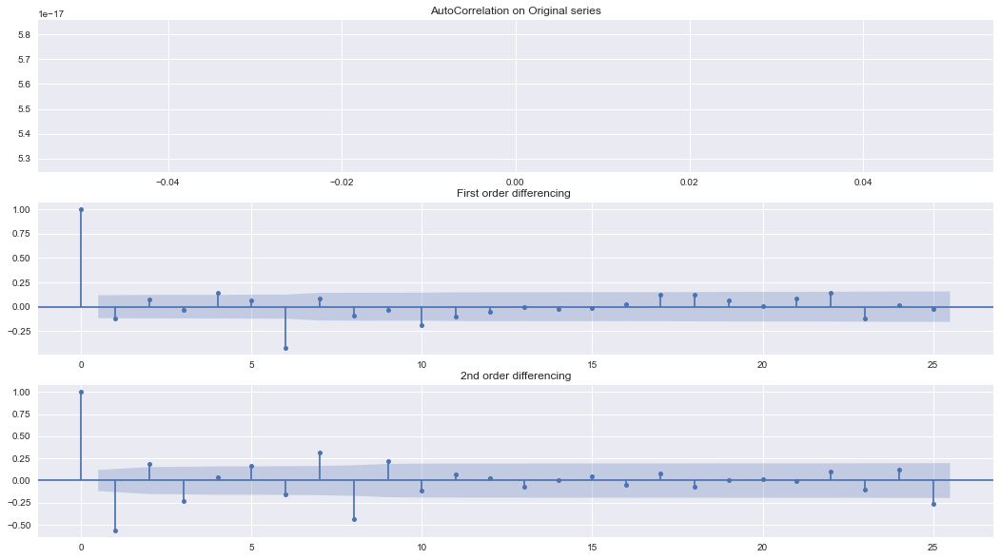 AutoCorrelation on Original series
1e−17
5.8
5.7
5.6
5.5
5.4
5.3
−0.04 −0.02 0.00 0.02 0.04
First order differencing
1.00
0.75
0.50
0.25
0.00
−0.25
0 5 10 15 20 25
2nd order differencing
1.00
0.75
0.50
0.25
0.00
−0.25
−0.50
0 5 10 15 20 25